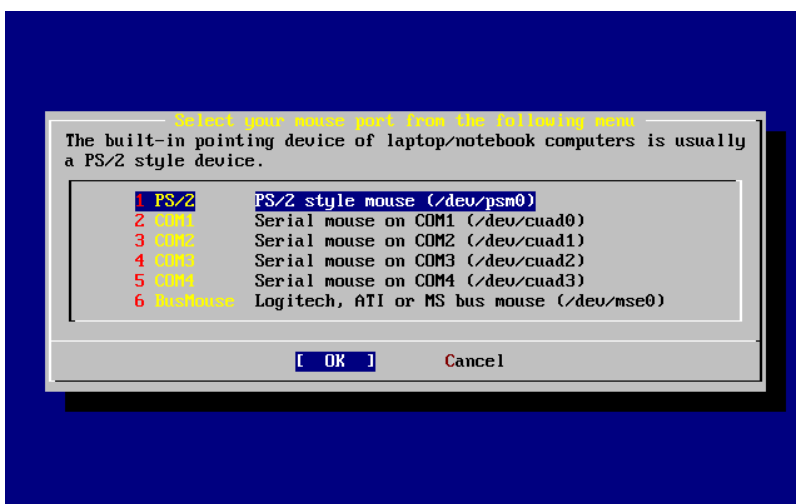 Select your mouse port from the following menu
The built-in pointing device of laptop/notebook computers is usually
a PS/2 style device.
1 PS/2 PS/2 style mouse (/dev/psm0)
2 COM1 Serial mouse on COM1 (/dev/cuad0)
3 COM2 Serial mouse on COM2 (/dev/cuad1)
4 COM3 Serial mouse on COM3 (/dev/cuad2)
5 COM4 Serial mouse on COM4 (/dev/cuad3)
6 BusMouse Logitech, ATI or MS bus mouse (/dev/mse0)
[ OK ] Cancel